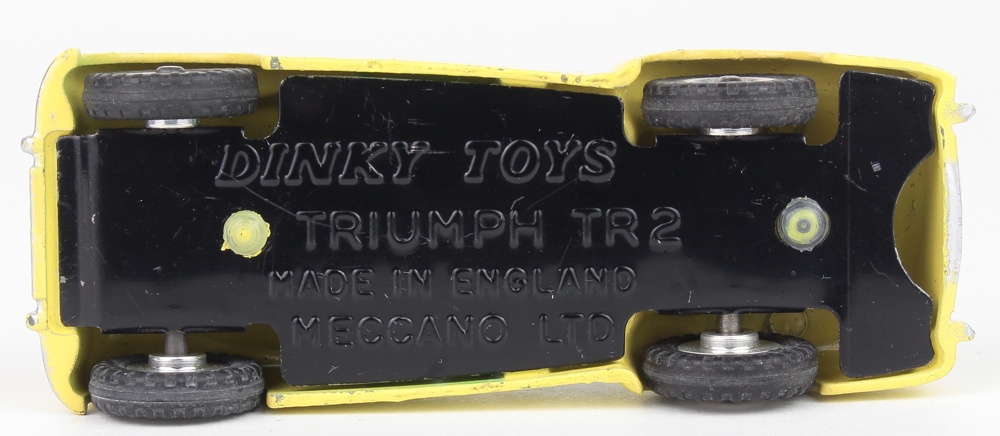 DINKY TOYS
TRIUMPH TR2
MADE IN ENGLAND
MECCANO LTD